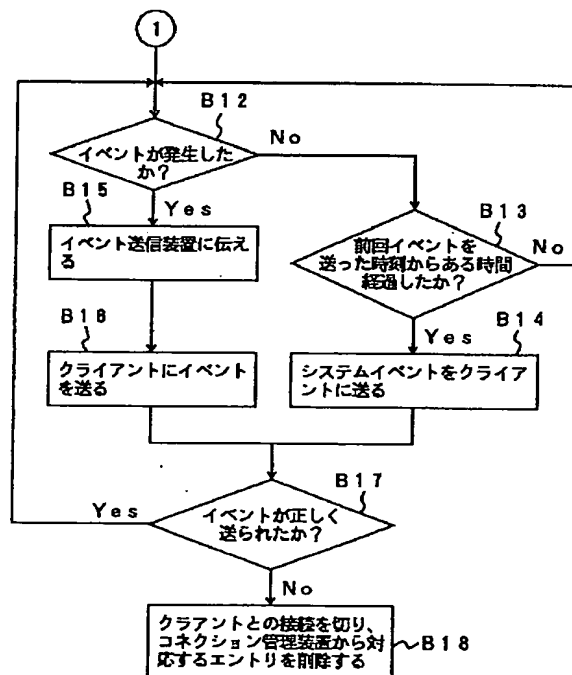 1
B12
イベントが発生した
か?
No
Yes
B15
イベント送信装置に伝え
る
B13
前回イベントを
送った時刻からある時間
経過したか?
No
Yes
B16
クライアントにイベント
を送る
B14
システムイベントをクライア
ントに送る
B17
イベントが正しく
送られたか?
Yes
No
クラアントとの接続を切り、
コネクション管理装置から対
応するエントリを削除する
B18